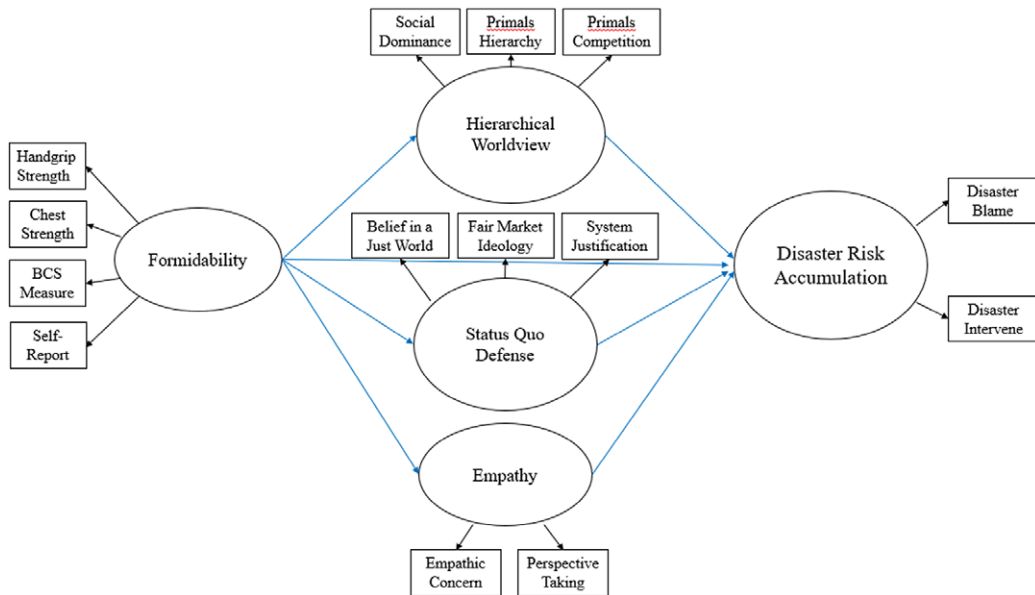 Social
Dominance
Primals
Hierarchy
Primals
Competition
Hierarchical
Worldview
Handgrip
Strength
Chest
Strength
BCS
Measure
Self-
Report
Formidability
Belief in a
Just World
Fair Market
Ideology
System
Justification
Status Quo
Defense
Disaster Risk
Accumulation
Disaster
Blame
Disaster
Intervene
Empathy
Empathic
Concern
Perspective
Taking